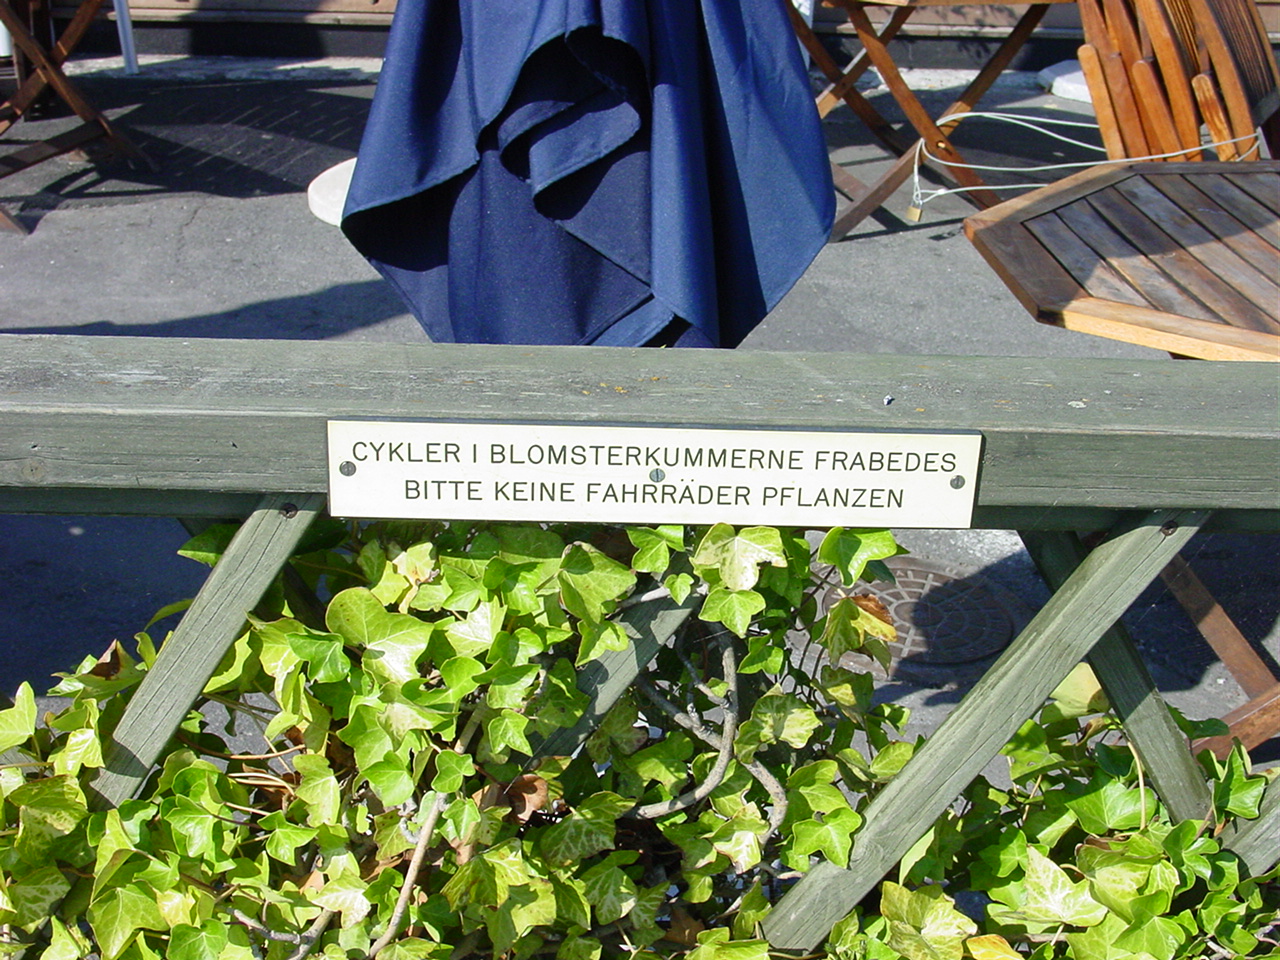 CYKLER I BLOMSTERKUMMERNE FRABEDES
BITTE KEINE FAHRRÄDER PFLANZEN